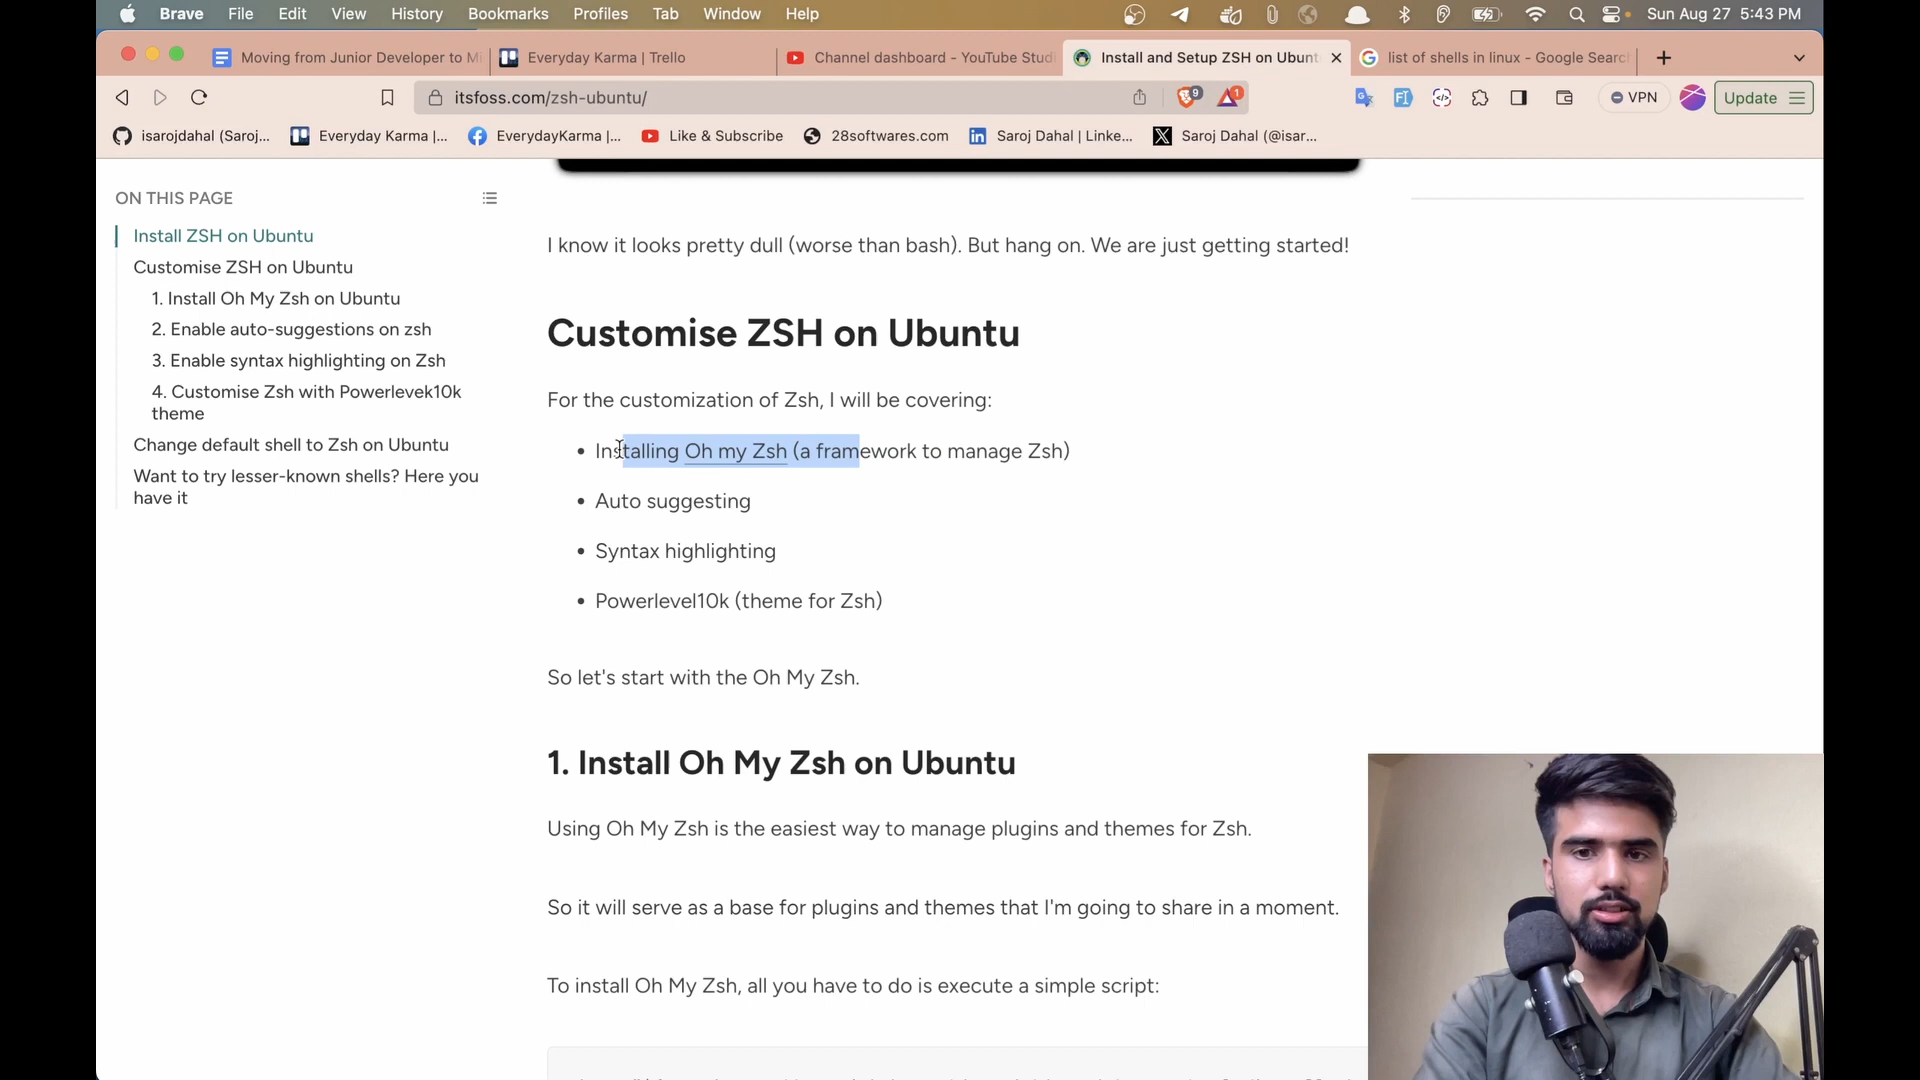 Brave File Edit View History Bookmarks Profiles Tab Window Help Sun Aug 27 5:43 PM
Moving from Junior Developer to Mi Everyday Karma | Trello Channel dashboard - YouTube Studi Install and Setup ZSH on Ubunt list of shells in linux - Google Searc
itsfoss.com/zsh-ubuntu/ 9 1 VPN Update
isarojdahal (Saroj... Everyday Karma |... EverydayKarma |... Like & Subscribe 28softwares.com Saroj Dahal | Linke... Saroj Dahal (@isar...
ON THIS PAGE
Install ZSH on Ubuntu
Customise ZSH on Ubuntu
1. Install Oh My Zsh on Ubuntu
2. Enable auto-suggestions on zsh
3. Enable syntax highlighting on Zsh
4. Customise Zsh with Powerlevek10k
theme
Change default shell to Zsh on Ubuntu
Want to try lesser-known shells? Here you
have it
I know it looks pretty dull (worse than bash). But hang on. We are just getting started!
Customise ZSH on Ubuntu
For the customization of Zsh, I will be covering:
• Installing Oh my Zsh (a framework to manage Zsh)
• Auto suggesting
• Syntax highlighting
• Powerlevel10k (theme for Zsh)
So let's start with the Oh My Zsh.
1. Install Oh My Zsh on Ubuntu
Using Oh My Zsh is the easiest way to manage plugins and themes for Zsh.
So it will serve as a base for plugins and themes that I'm going to share in a moment.
To install Oh My Zsh, all you have to do is execute a simple script: